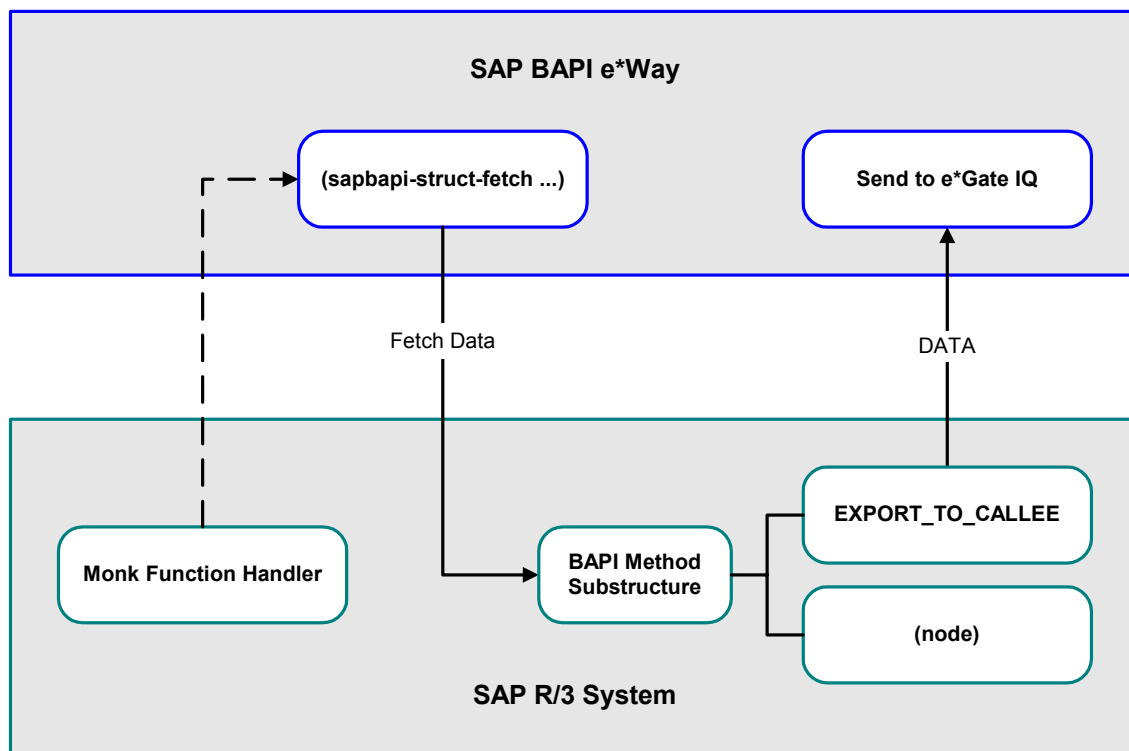 SAP BAPI e*Way
(sapbapi-struct-fetch ...)
Send to e*Gate IQ
Fetch Data
DATA
EXPORT_TO_CALLEE
Monk Function Handler
BAPI Method
Substructure
(node)
SAP R/3 System